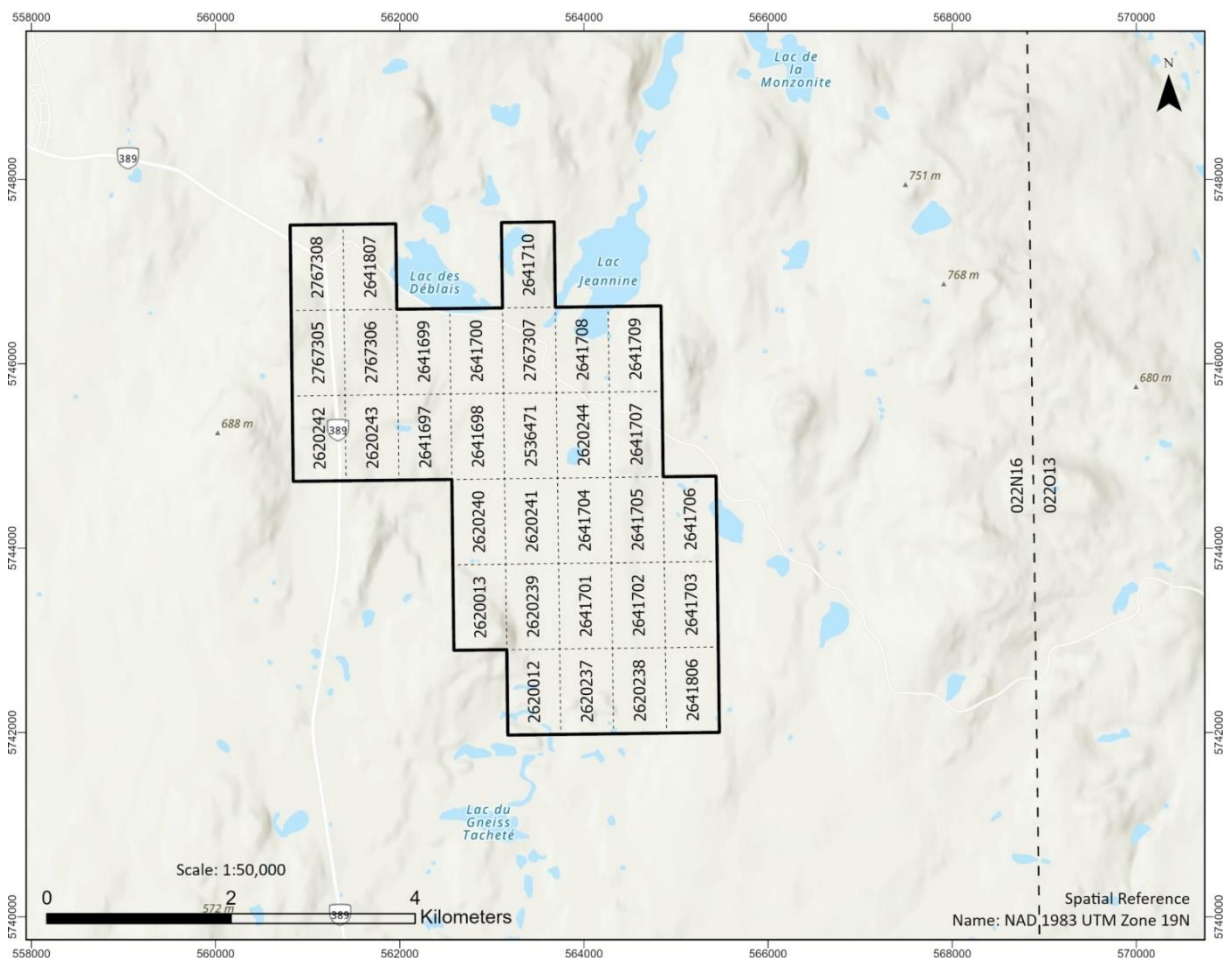 558000 560000 562000 564000 566000 568000 570000
Lac de
la
Monzonite
N
389
5748000 5748000
751 m
2767308 2641807 2641710
Lac des
Déblais
Lac
Jeannine
768 m
2767305 2767306 2641699 2641700 2767307 2641708 2641709
5746000 5746000
680 m
688 m
2620242 389 2620243 2641697 2641698 2536471 2620244 2641707
022N16 022O13
2620240 2620241 2641704 2641705 2641706
5744000 5744000
2620013 2620239 2641701 2641702 2641703
2620012 2620237 2620238 2641806
5742000 5742000
Lac du
Gneiss
Tacheté
Scale: 1:50,000
0 2 4
572 m
Kilometers
389
Spatial Reference
Name: NAD 1983 UTM Zone 19N
5740000 5740000
558000 560000 562000 564000 566000 568000 570000